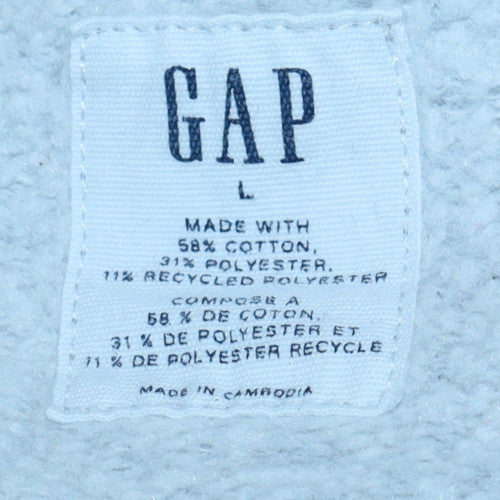 GAP
L
MADE WITH
58% COTTON,
31% POLYESTER,
11% RECYCLED POLYESTER
COMPOSE A
58 % DE COTON,
31 % DE POLYESTER ET
11 % DE POLYESTER RECYCLE
MADE IN CAMBODIA